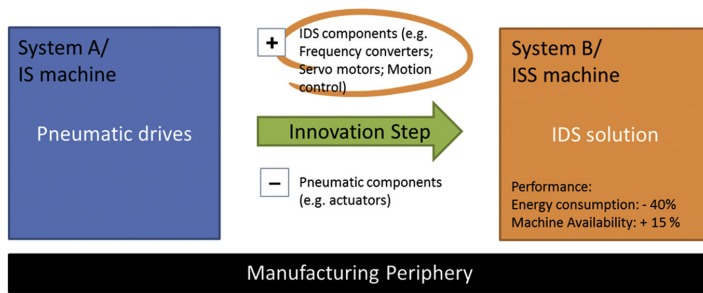 System A/
IS machine
Pneumatic drives
+
IDS components (e.g.
Frequency converters;
Servo motors; Motion
control)
Innovation Step
−
Pneumatic components
(e.g. actuators)
System B/
ISS machine
IDS solution
Performance:
Energy consumption: - 40%
Machine Availability: + 15 %
Manufacturing Periphery